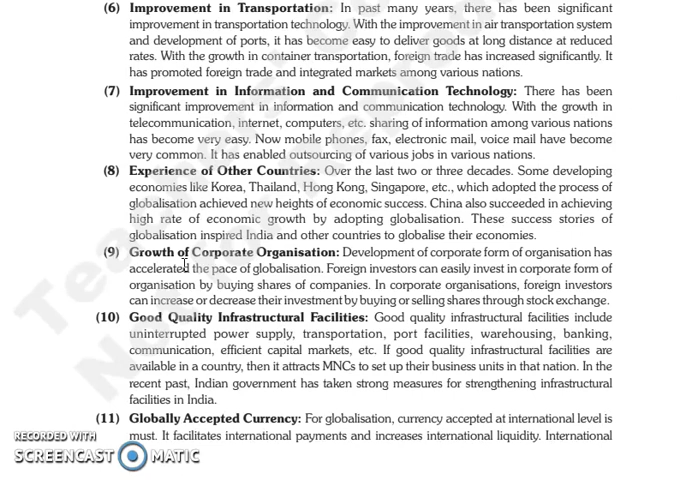 (6) Improvement in Transportation: In past many years, there has been significant
improvement in transportation technology. With the improvement in air transportation system
and development of ports, it has become easy to deliver goods at long distance at reduced
rates. With the growth in container transportation, foreign trade has increased significantly. It
has promoted foreign trade and integrated markets among various nations.
(7) Improvement in Information and Communication Technology: There has been
significant improvement in information and communication technology. With the growth in
telecommunication, internet, computers, etc. sharing of information among various nations
has become very easy. Now mobile phones, fax, electronic mail, voice mail have become
very common. It has enabled outsourcing of various jobs in various nations.
(8) Experience of Other Countries: Over the last two or three decades. Some developing
economies like Korea, Thailand, Hong Kong, Singapore, etc., which adopted the process of
globalisation achieved new heights of economic success. China also succeeded in achieving
high rate of economic growth by adopting globalisation. These success stories of
globalisation inspired India and other countries to globalise their economies.
(9) Growth of Corporate Organisation: Development of corporate form of organisation has
accelerated the pace of globalisation. Foreign investors can easily invest in corporate form of
organisation by buying shares of companies. In corporate organisations, foreign investors
can increase or decrease their investment by buying or selling shares through stock exchange.
(10) Good Quality Infrastructural Facilities: Good quality infrastructural facilities include
uninterrupted power supply, transportation, port facilities, warehousing, banking,
communication, efficient capital markets, etc. If good quality infrastructural facilities are
available in a country, then it attracts MNCs to set up their business units in that nation. In the
recent past, Indian government has taken strong measures for strengthening infrastructural
facilities in India.
(11) Globally Accepted Currency: For globalisation, currency accepted at international level is
must. It facilitates international payments and increases international liquidity. International
RECORDED WITH
SCREENCAST MATIC